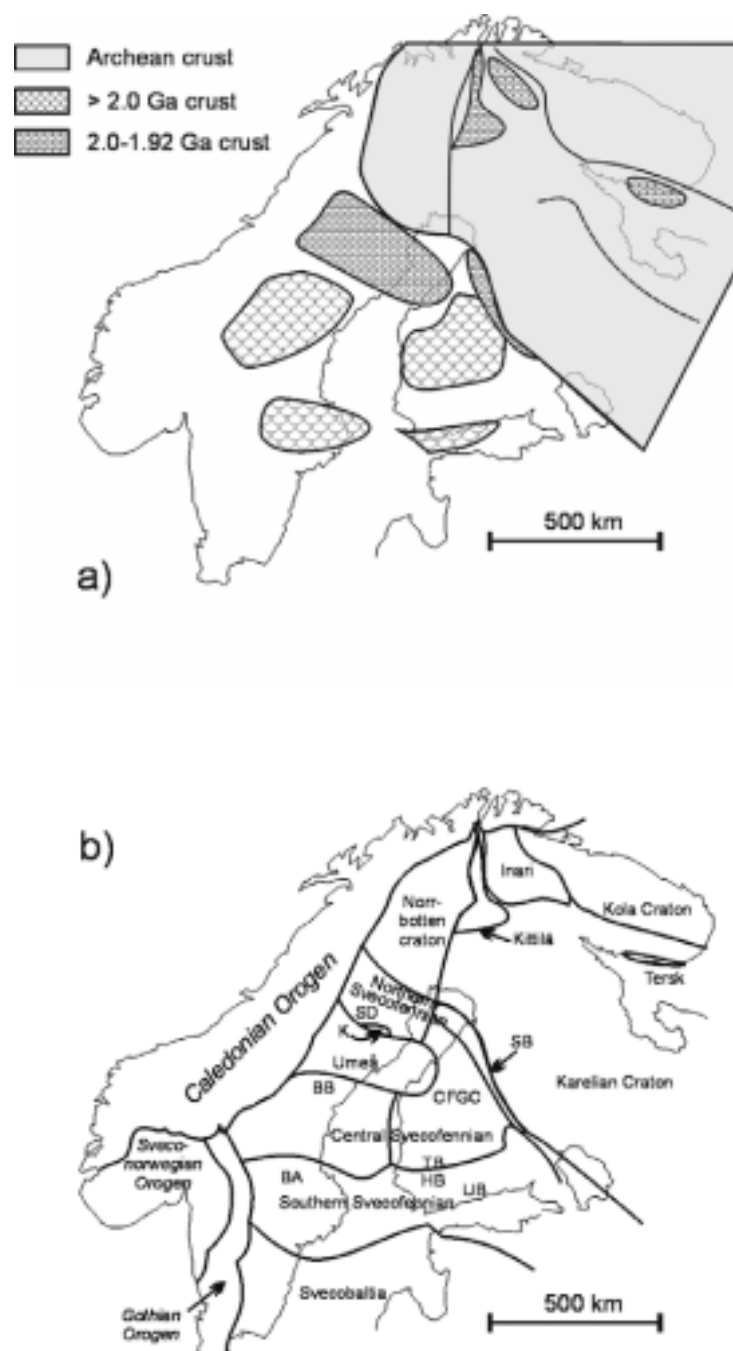 Archean crust
> 2.0 Ga crust
2.0-1.92 Ga crust
500 km
a)
b)
Inari
Norr-
botten
craton
Kola Craton
Kittilä
Tersk
Caledonian Orogen
Northern
Svecofennian
SD
K
SB
Umeå
Karelian Craton
BB
CFGC
Central Svecofennian
Sveco-
norwegian
Orogen
TB
BA
HB
UB
Southern Svecofennian
Svecobaltia
Gothian
Orogen
500 km